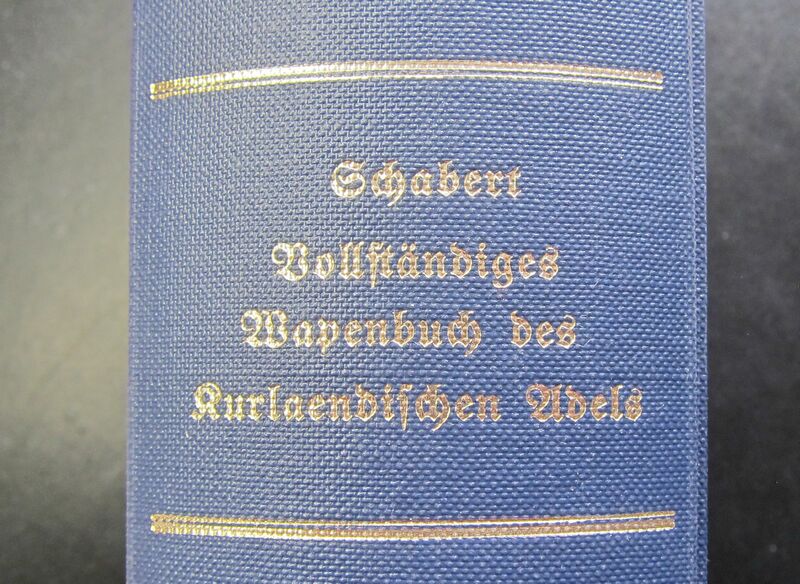 Schabert
Vollſtändiges
Wapenbuch des
Kurlaendiſchen Adels